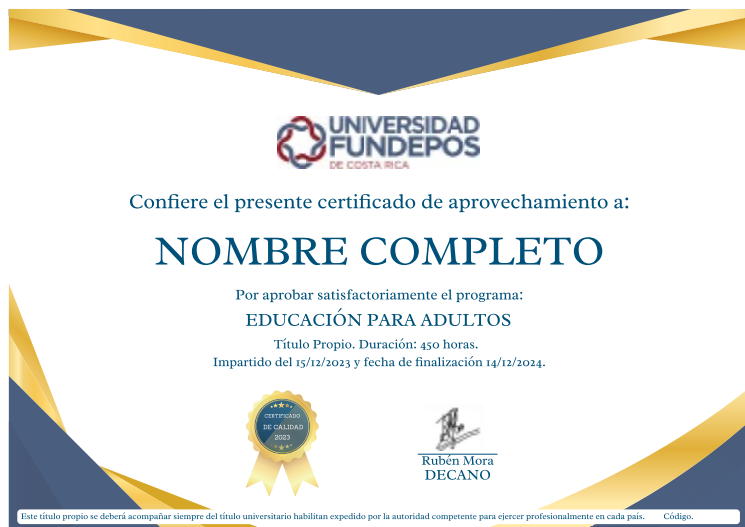 UNIVERSIDAD
FUNDEPOS
DE COSTA RICA
Confiere el presente certificado de aprovechamiento a:
NOMBRE COMPLETO
Por aprobar satisfactoriamente el programa:
EDUCACIÓN PARA ADULTOS
Título Propio. Duración: 450 horas.
Impartido del 15/12/2023 y fecha de finalización 14/12/2024.
CERTIFICADO
DE CALIDAD
2023
Rubén Mora
DECANO
Este título propio se deberá acompañar siempre del título universitario habilitan expedido por la autoridad competente para ejercer profesionalmente en cada país. Código.